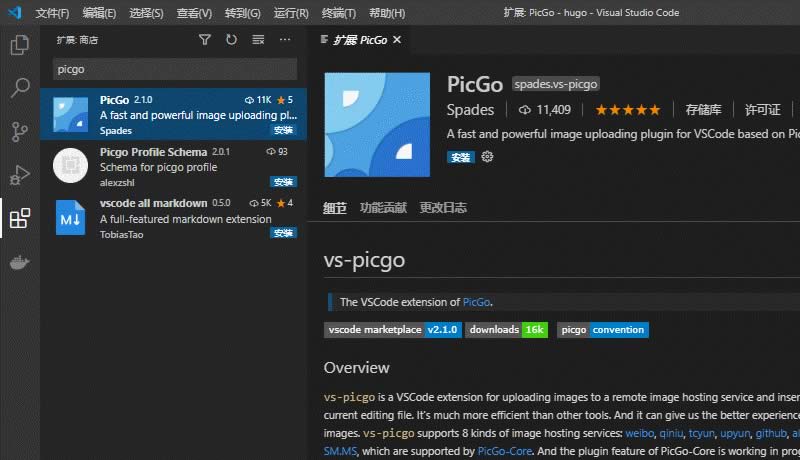 文件(F) 编辑(E) 选择(S) 查看(V) 转到(G) 运行(R) 终端(T) 帮助(H) 扩展: PicGo - hugo - Visual Studio Code
扩展: 商店
picgo
PicGo 2.1.0 11K ★ 5
A fast and powerful image uploading pl...
Spades 安装
Picgo Profile Schema 2.0.1 93
Schema for picgo profile
alexzshl 安装
vscode all markdown 0.5.0 5K ★ 4
M
A full-featured markdown extension
TobiasTao 安装
扩展: PicGo
PicGo spades.vs-picgo
Spades 11,409 ★★★★★ 存储库 许可证
A fast and powerful image uploading plugin for VSCode based on Pic
安装
细节 功能贡献 更改日志
vs-picgo
The VSCode extension of PicGo.
vscode marketplace v2.1.0 downloads 16k picgo convention
Overview
vs-picgo is a VSCode extension for uploading images to a remote image hosting service and inser
current editing file. It's much more efficient than other tools. And it can give us the better experience
images. vs-picgo supports 8 kinds of image hosting services: weibo, qiniu, tcyun, upyun, github, al
SM.MS, which are supported by PicGo-Core. And the plugin feature of PicGo-Core is working in prog